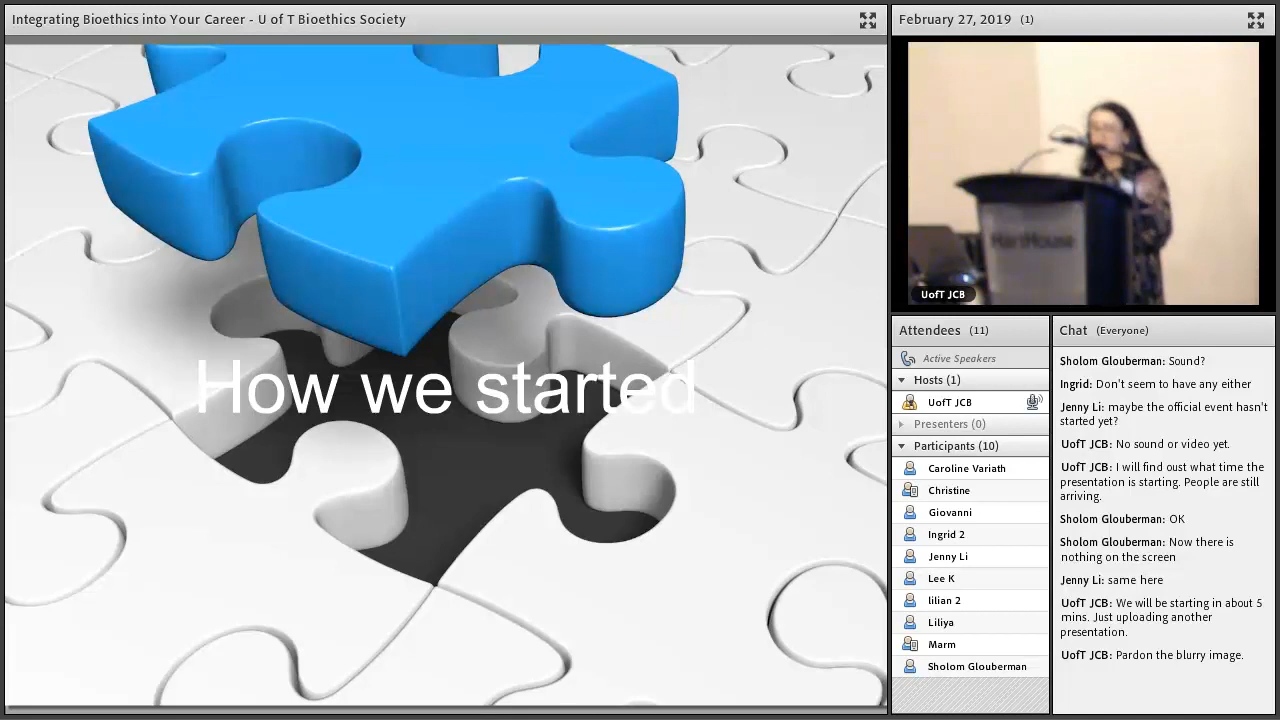 Integrating Bioethics into Your Career - U of T Bioethics Society
How we started
February 27, 2019 (1)
HartHouse
UofT JCB
Attendees (11)
Active Speakers
Hosts (1)
UofT JCB
Presenters (0)
Participants (10)
Caroline Variath
Christine
Giovanni
Ingrid 2
Jenny Li
Lee K
lilian 2
Liliya
Marm
Sholom Glouberman
Chat (Everyone)
Sholom Glouberman: Sound?
Ingrid: Don't seem to have any either
Jenny Li: maybe the official event hasn't
started yet?
UofT JCB: No sound or video yet.
UofT JCB: I will find oust what time the
presentation is starting. People are still
arriving.
Sholom Glouberman: OK
Sholom Glouberman: Now there is
nothing on the screen
Jenny Li: same here
UofT JCB: We will be starting in about 5
mins. Just uploading another
presentation.
UofT JCB: Pardon the blurry image.